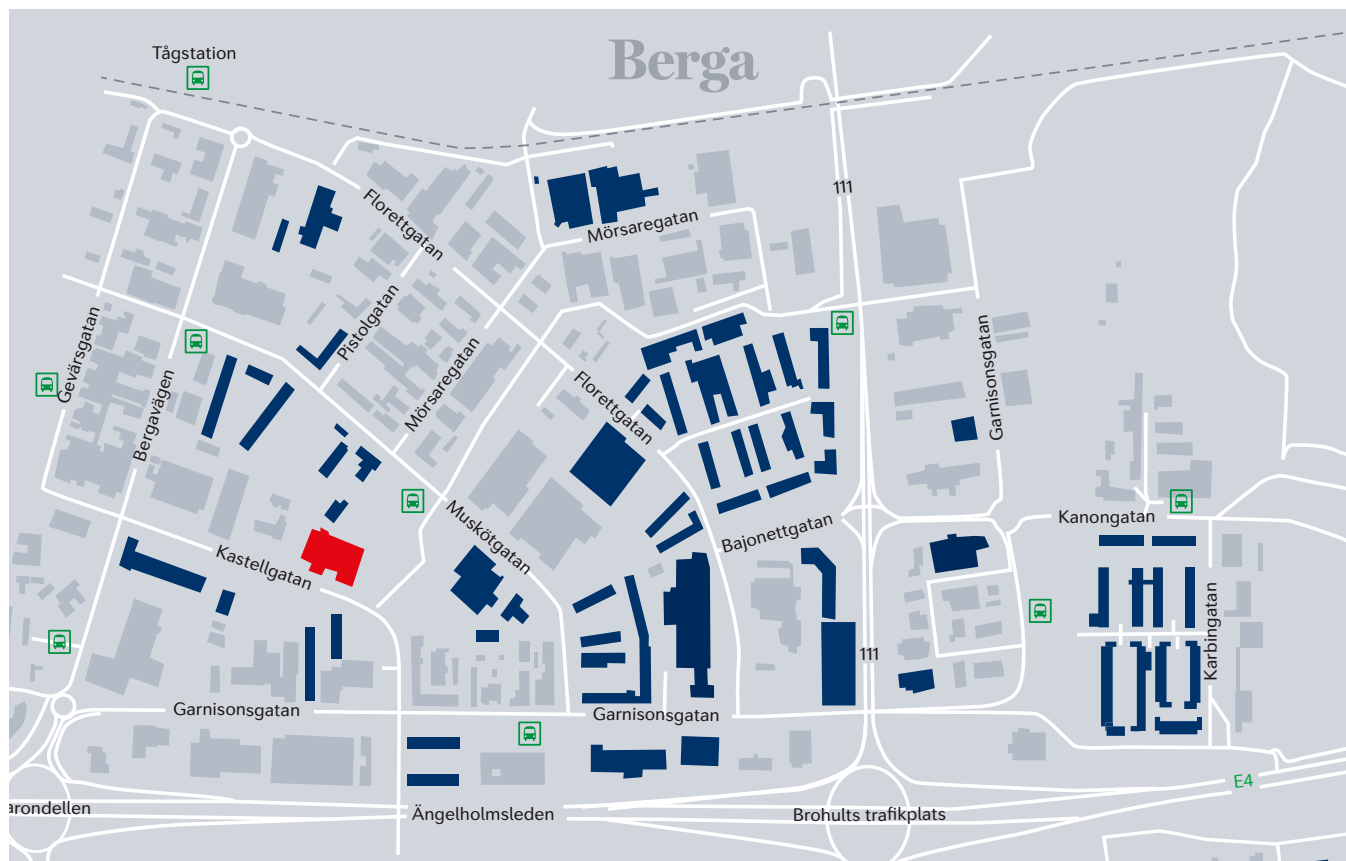 Tågstation
Berga
111
Florettgatan
Mörsaregatan
Pistolgatan
Gevärsgatan
Mörsaregatan
Garnisonsgatan
Bergavägen
Florettgatan
Muskötgatan
Bajonettgatan
Kanongatan
Kastellgatan
Karbingatan
111
Garnisonsgatan
Garnisonsgatan
E4
arondellen
Ängelholmsleden
Brohults trafikplats